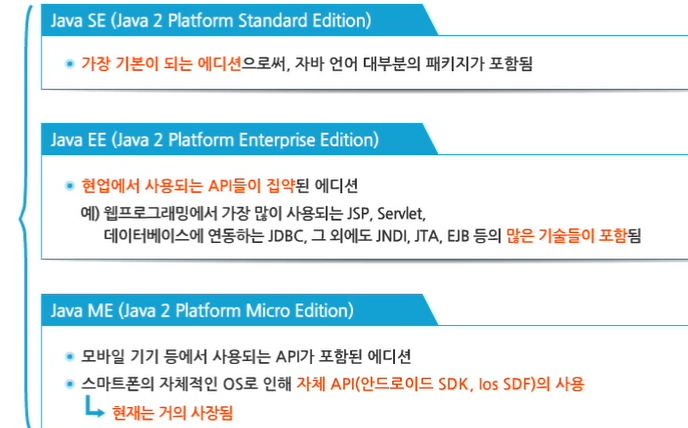 Java SE (Java 2 Platform Standard Edition)
가장 기본이 되는 에디션으로써, 자바 언어 대부분의 패키지가 포함됨
Java EE (Java 2 Platform Enterprise Edition)
현업에서 사용되는 API들이 집약된 에디션
예) 웹프로그래밍에서 가장 많이 사용되는 JSP, Servlet,
데이터베이스에 연동하는 JDBC, 그 외에도 JNDI, JTA, EJB 등의 많은 기술들이 포함됨
Java ME (Java 2 Platform Micro Edition)
모바일 기기 등에서 사용되는 API가 포함된 에디션
스마트폰의 자체적인 OS로 인해 자체 API(안드로이드 SDK, Ios SDF)의 사용
현재는 거의 사장됨